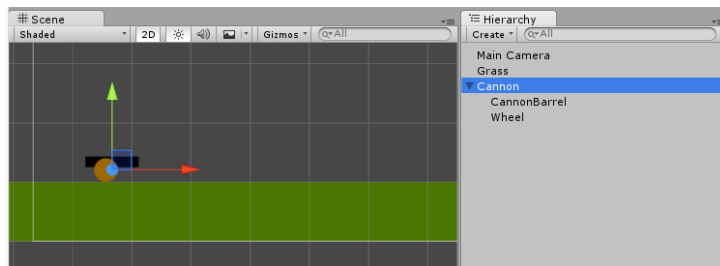 Scene
Shaded 2D Gizmos All
Hierarchy
Create All
Main Camera
Grass
Cannon
CannonBarrel
Wheel